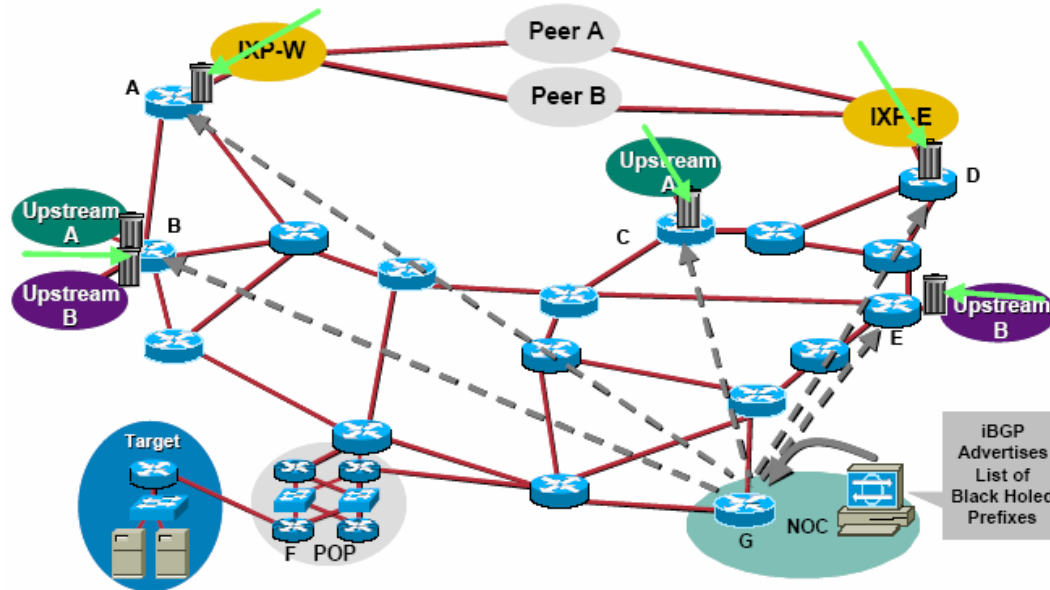 Peer A
IXP-W
A
Peer B
IXP-E
Upstream
A
D
Upstream
A
B
C
Upstream
B
Upstream
B
E
Target
iBGP
Advertises
List of
Black Holed
Prefixes
F
POP
G
NOC